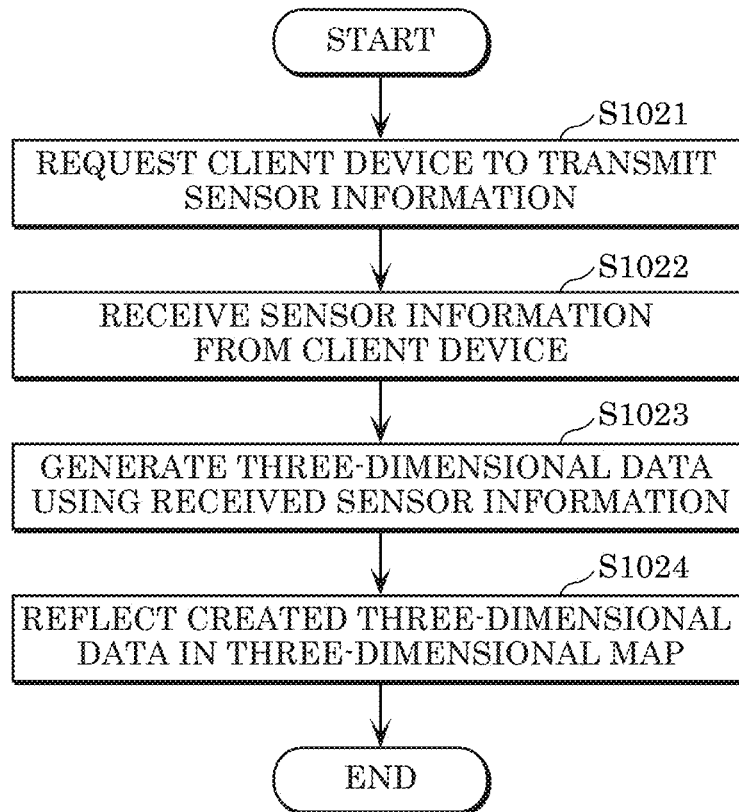 START
S1021
REQUEST CLIENT DEVICE TO TRANSMIT
SENSOR INFORMATION
S1022
RECEIVE SENSOR INFORMATION
FROM CLIENT DEVICE
S1023
GENERATE THREE-DIMENSIONAL DATA
USING RECEIVED SENSOR INFORMATION
S1024
REFLECT CREATED THREE-DIMENSIONAL
DATA IN THREE-DIMENSIONAL MAP
END